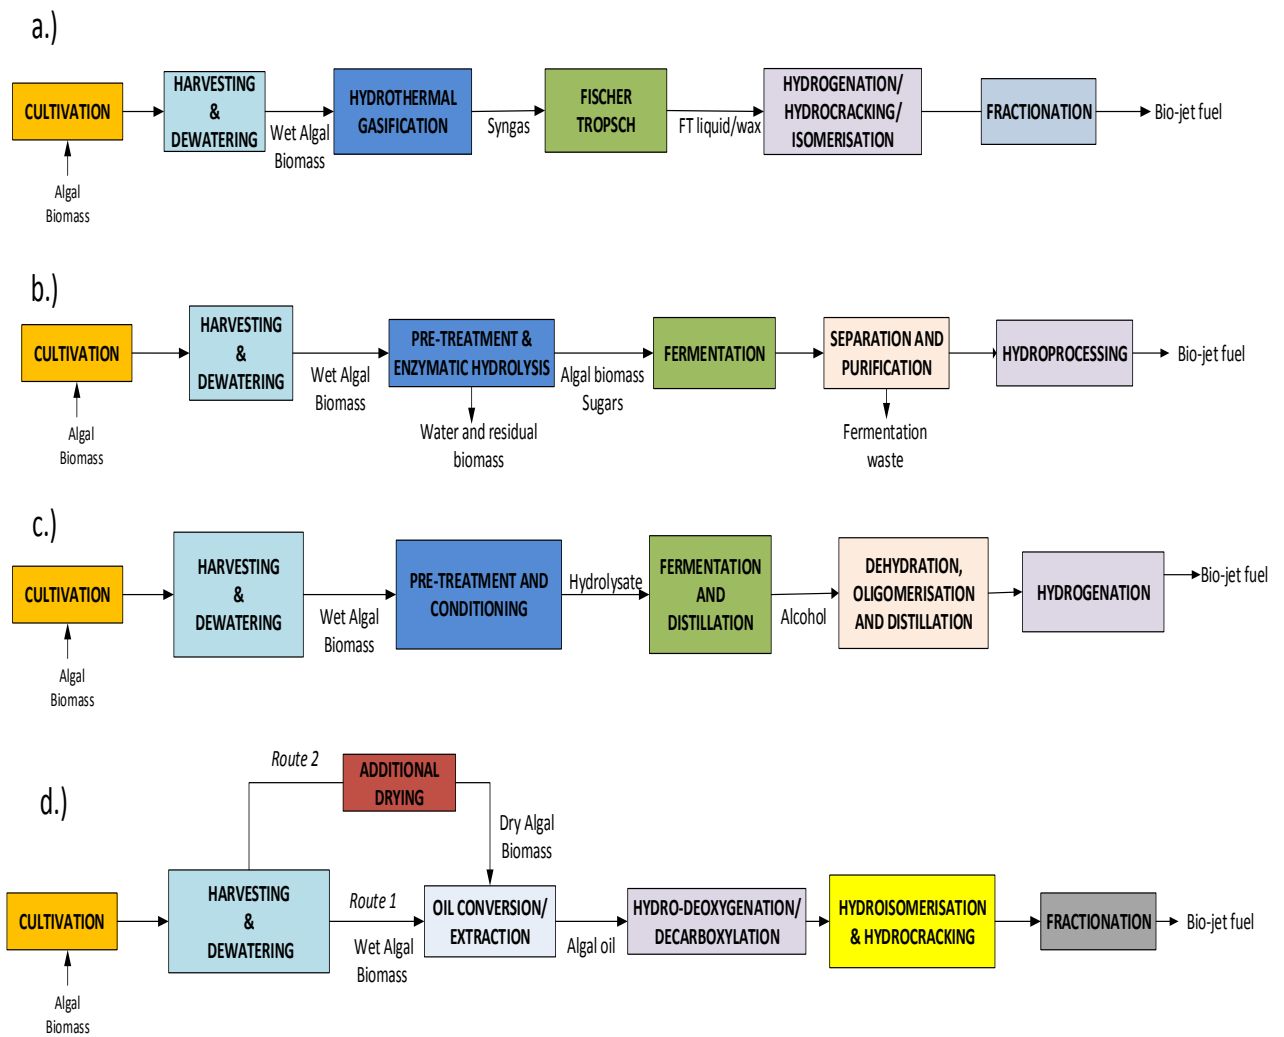 a.)
CULTIVATION
Algal
Biomass
HARVESTING
&
DEWATERING
Wet Algal
Biomass
HYDROTHERMAL
GASIFICATION
Syngas
FISCHER
TROPSCH
FT liquid/wax
HYDROGENATION/
HYDROCRACKING/
ISOMERISATION
FRACTIONATION
Bio-jet fuel
b.)
CULTIVATION
Algal
Biomass
HARVESTING
&
DEWATERING
Wet Algal
Biomass
PRE-TREATMENT &
ENZYMATIC HYDROLYSIS
Water and residual
biomass
Algal biomass
Sugars
FERMENTATION
SEPARATION AND
PURIFICATION
Fermentation
waste
HYDROPROCESSING
Bio-jet fuel
c.)
CULTIVATION
Algal
Biomass
HARVESTING
&
DEWATERING
Wet Algal
Biomass
PRE-TREATMENT AND
CONDITIONING
Hydrolysate
FERMENTATION
AND
DISTILLATION
Alcohol
DEHYDRATION,
OLIGOMERISATION
AND DISTILLATION
HYDROGENATION
Bio-jet fuel
d.)
CULTIVATION
Algal
Biomass
HARVESTING
&
DEWATERING
Route 2
ADDITIONAL
DRYING
Dry Algal
Biomass
Route 1
Wet Algal
Biomass
OIL CONVERSION/
EXTRACTION
Algal oil
HYDRO-DEOXYGENATION/
DECARBOXYLATION
HYDROISOMERISATION
& HYDROCRACKING
FRACTIONATION
Bio-jet fuel